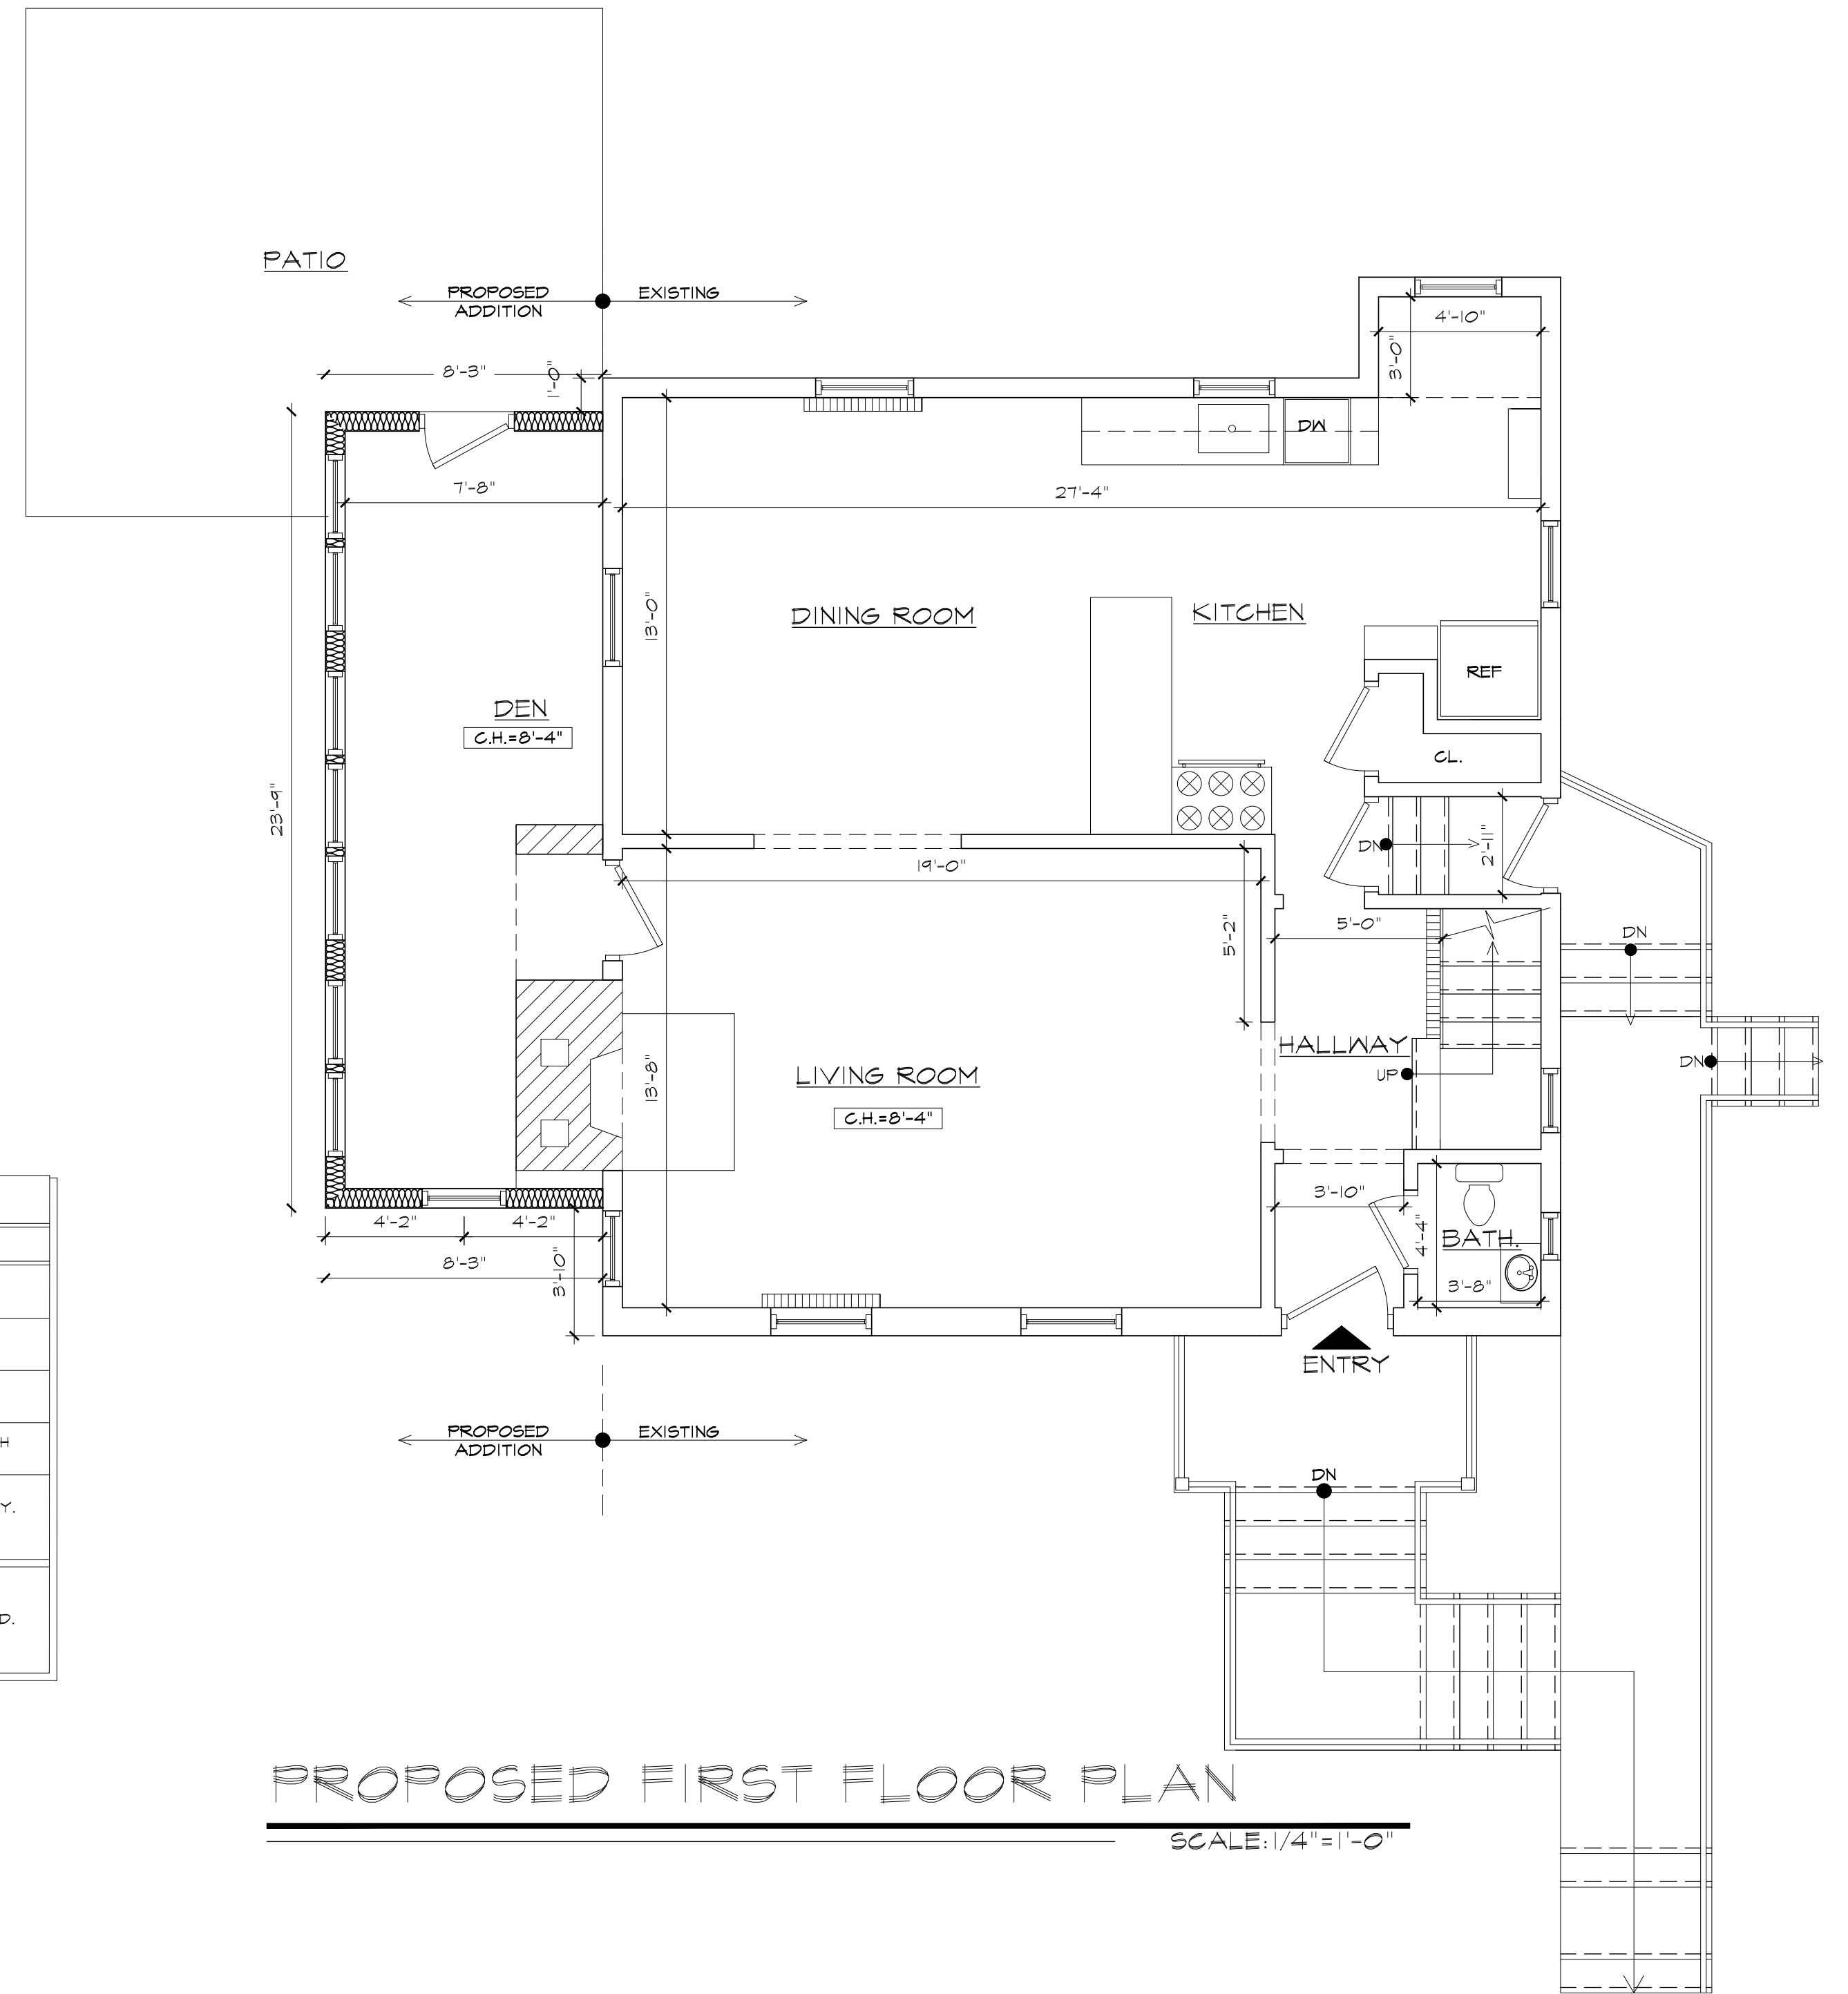 PATIO
PROPOSED
ADDITION
EXISTING
4'-10"
3'-0"
8'-3"
1'-0"
DW
7'-8"
27'-4"
DINING ROOM
KITCHEN
13'-0"
REF
DEN
C.H.=8'-4"
CL.
23'-9"
2'-11"
DN
19'-0"
5'-2"
5'-0"
DN
HALLWAY
UP
DN
LIVING ROOM
C.H.=8'-4"
13'-8"
3'-10"
4'-2"
4'-2"
4'-4"
BATH.
8'-3"
3'-10"
3'-8"
ENTRY
PROPOSED
ADDITION
EXISTING
H
DN
Y.
D.
PROPOSED FIRST FLOOR PLAN
SCALE:1/4"=1'-0"